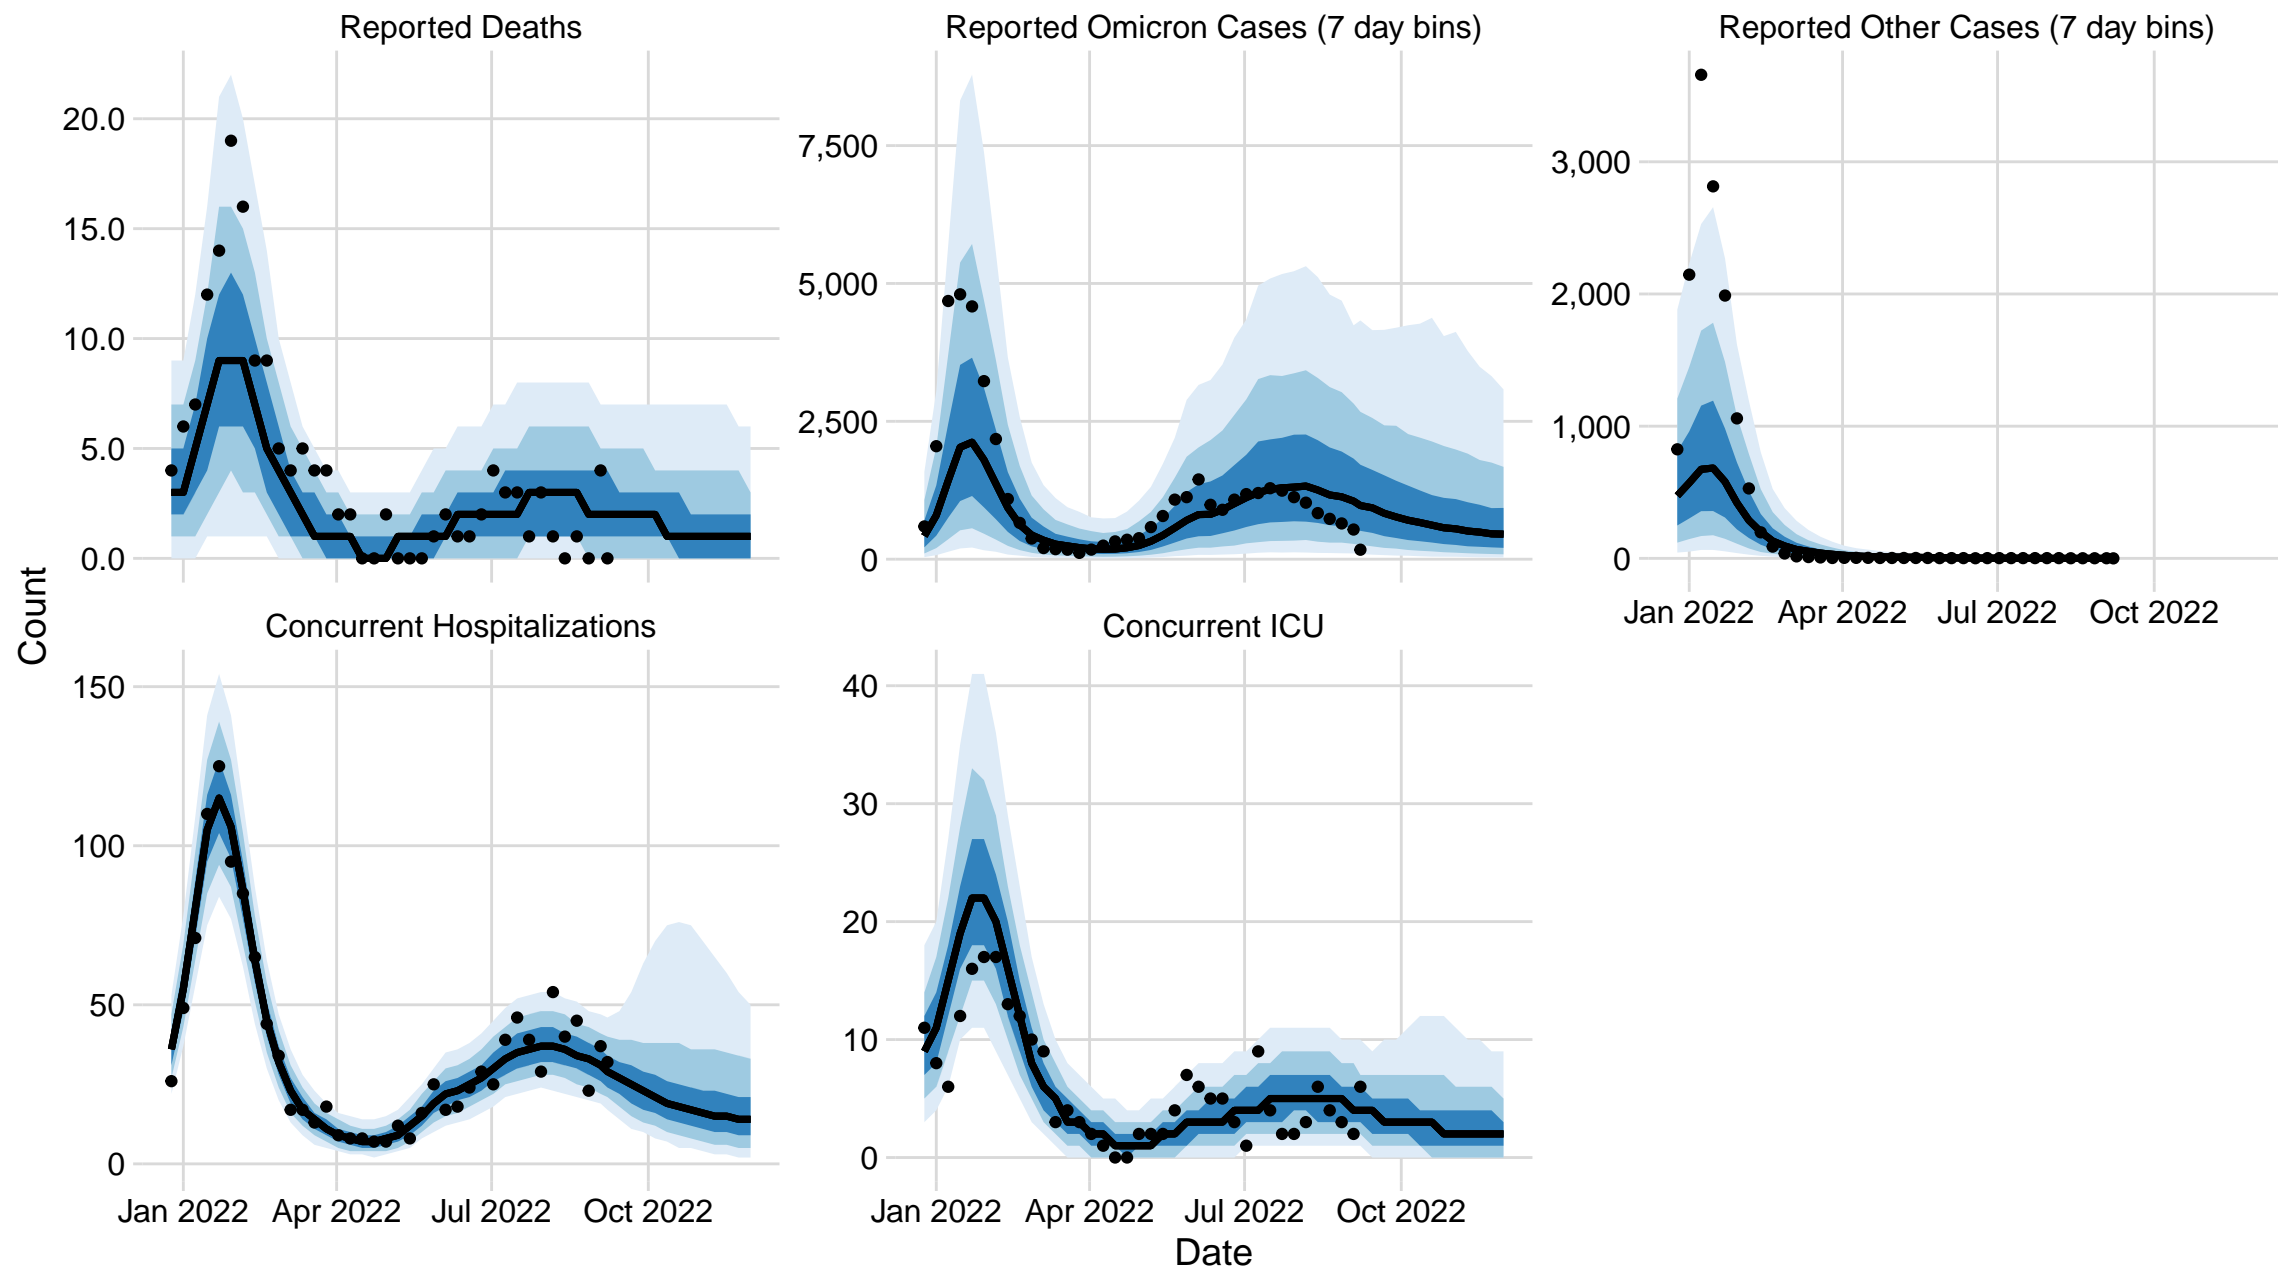 Reported Deaths
Reported Omicron Cases (7 day bins)
Reported Other Cases (7 day bins)
20.0
15.0
10.0
5.0
0.0
7,500
5,000
2,500
0
3,000
2,000
1,000
0
Jan 2022 Apr 2022 Jul 2022 Oct 2022
Count
Concurrent Hospitalizations
Concurrent ICU
150
100
50
0
40
30
20
10
0
Jan 2022 Apr 2022 Jul 2022 Oct 2022
Jan 2022 Apr 2022 Jul 2022 Oct 2022
Date